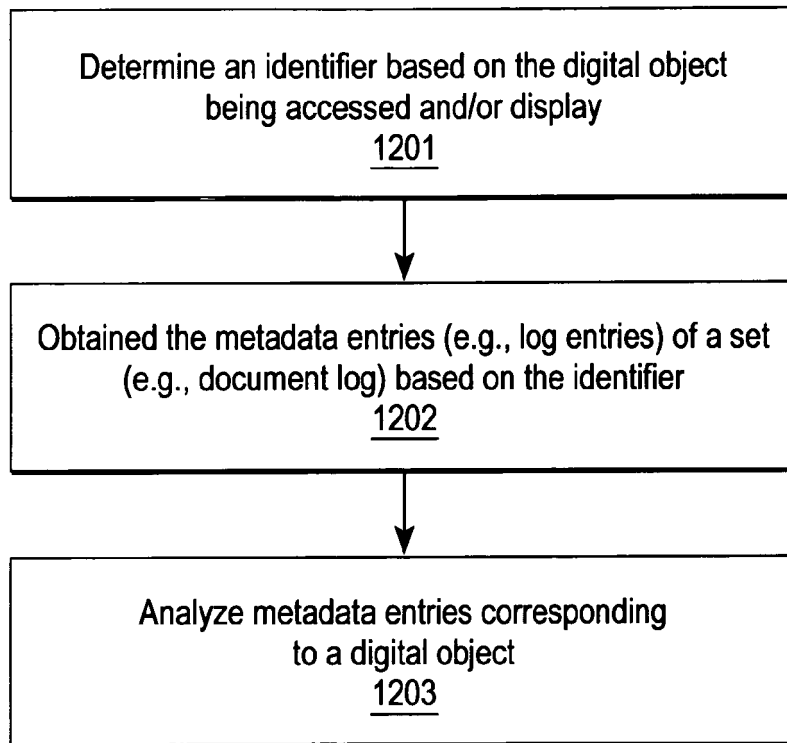 Determine an identifier based on the digital object
being accessed and/or display
1201
Obtained the metadata entries (e.g., log entries) of a set
(e.g., document log) based on the identifier
1202
Analyze metadata entries corresponding
to a digital object
1203